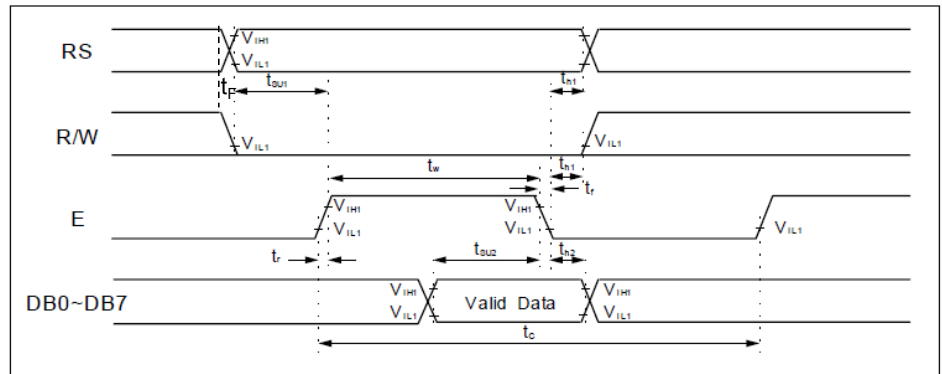 RS
VIH1
VIL1
tF
tSU1
th1
R/W
VIL1
VIL1
tw
th1
tf
E
VIH1
VIL1
VIH1
VIL1
VIL1
tr
tSU2
th2
DB0~DB7
VIH1
VIL1
Valid Data
VIH1
VIL1
tC